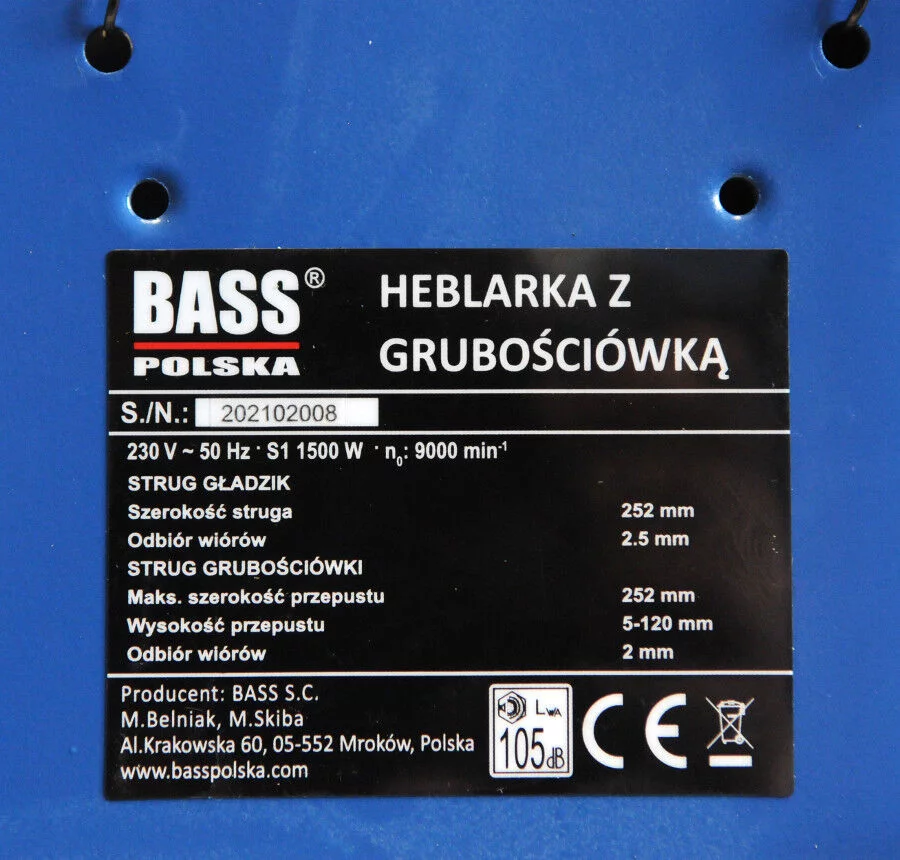 BASS®
POLSKA
HEBLARKA Z
GRUBOŚCIÓWKĄ
S./N.: 202102008
230 V ~ 50 Hz · S1 1500 W · n₀: 9000 min⁻¹
STRUG GŁADZIK
Szerokość struga 252 mm
Odbiór wiórów 2.5 mm
STRUG GRUBOŚCIÓWKI
Maks. szerokość przepustu 252 mm
Wysokość przepustu 5-120 mm
Odbiór wiórów 2 mm
Producent: BASS S.C.
M.Belniak, M.Skiba
Al.Krakowska 60, 05-552 Mroków, Polska
www.basspolska.com
LWA
105dB
CE